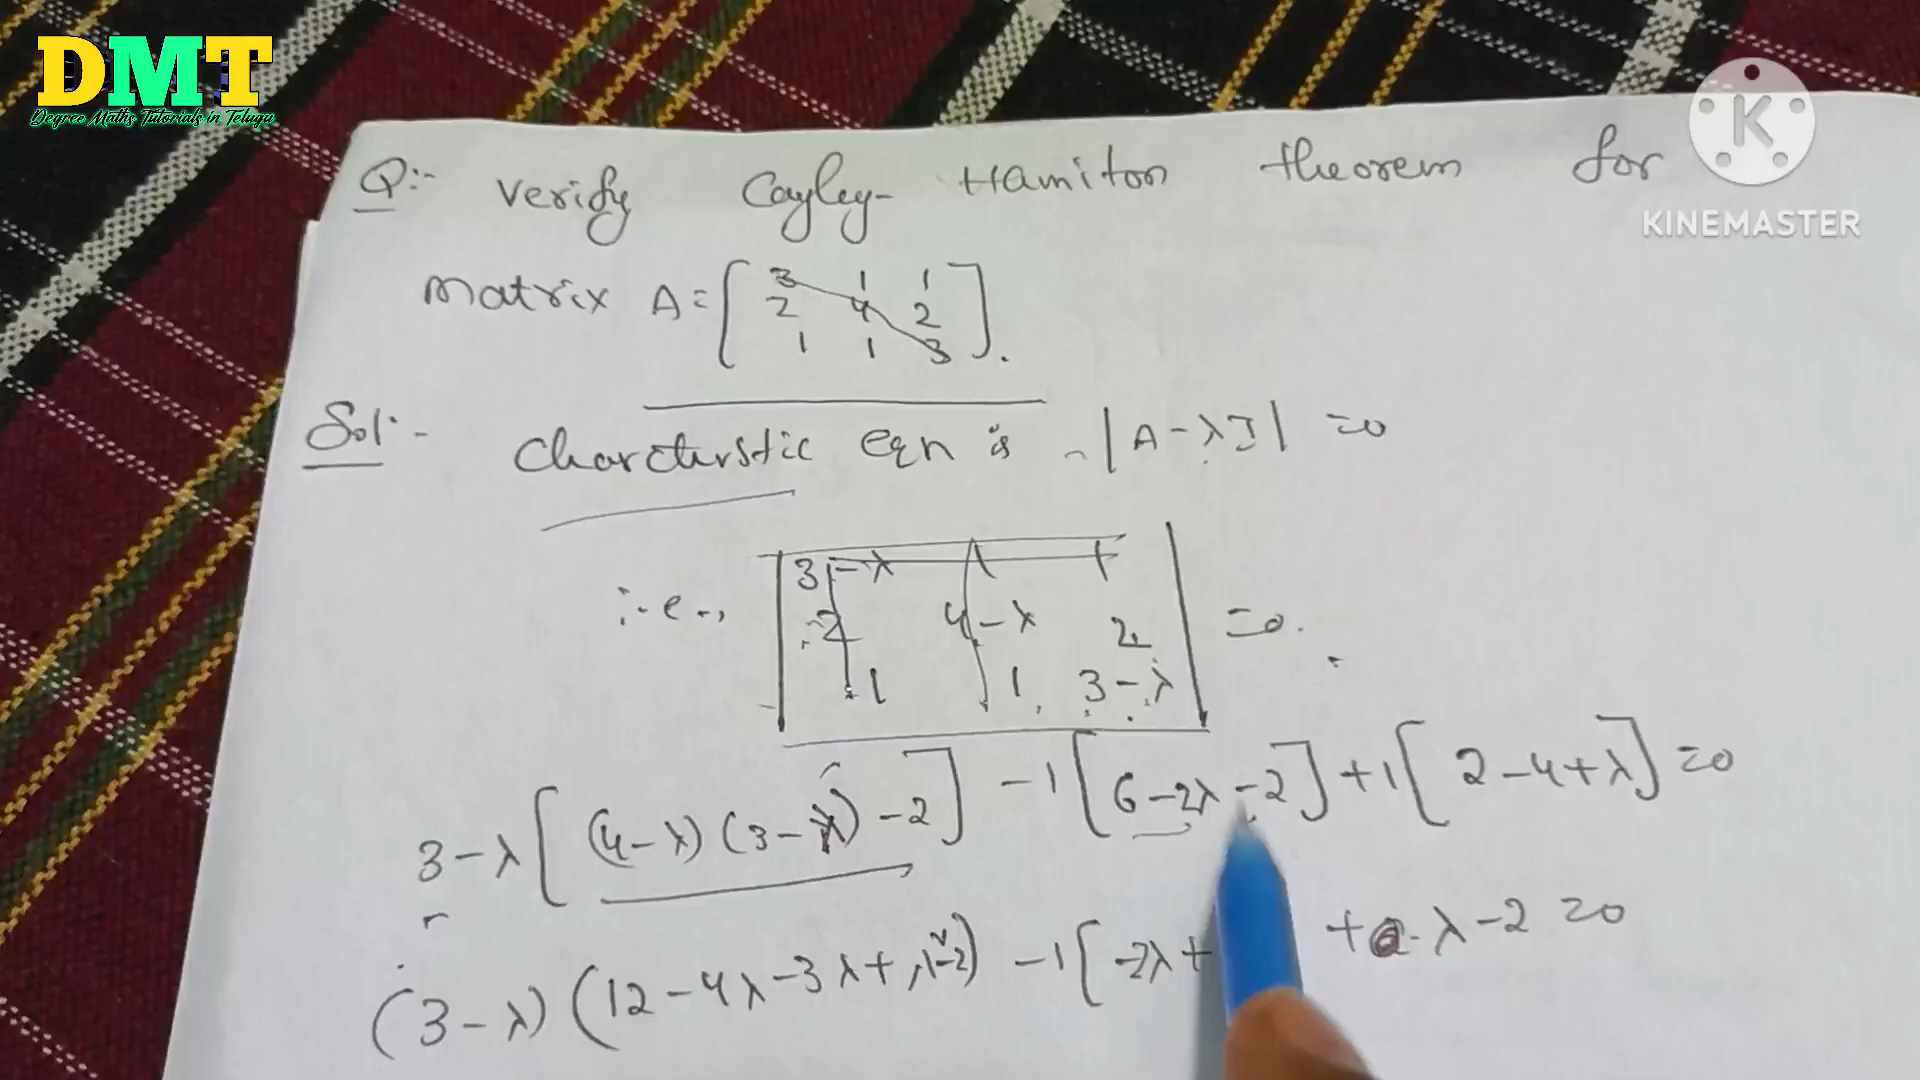 DMT
Degree Maths Tutorials in Telugu
K
KINEMASTER
Q:- Verify Cayley-Hamiton theorem for
matrix A = [ 3 1 1
2 4 2
1 1 3 ].
Sol:- Charcterstic eqn is |A-λI| =0
i.e., | 3-λ 1 1
2 4-λ 2
1 1 3-λ | =0.
3-λ[(4-λ)(3-λ)-2] -1[6-2λ-2] +1[2-4+λ] =0
(3-λ)(12-4λ-3λ+λ²-2) -1[-2λ+ + λ-2 =0